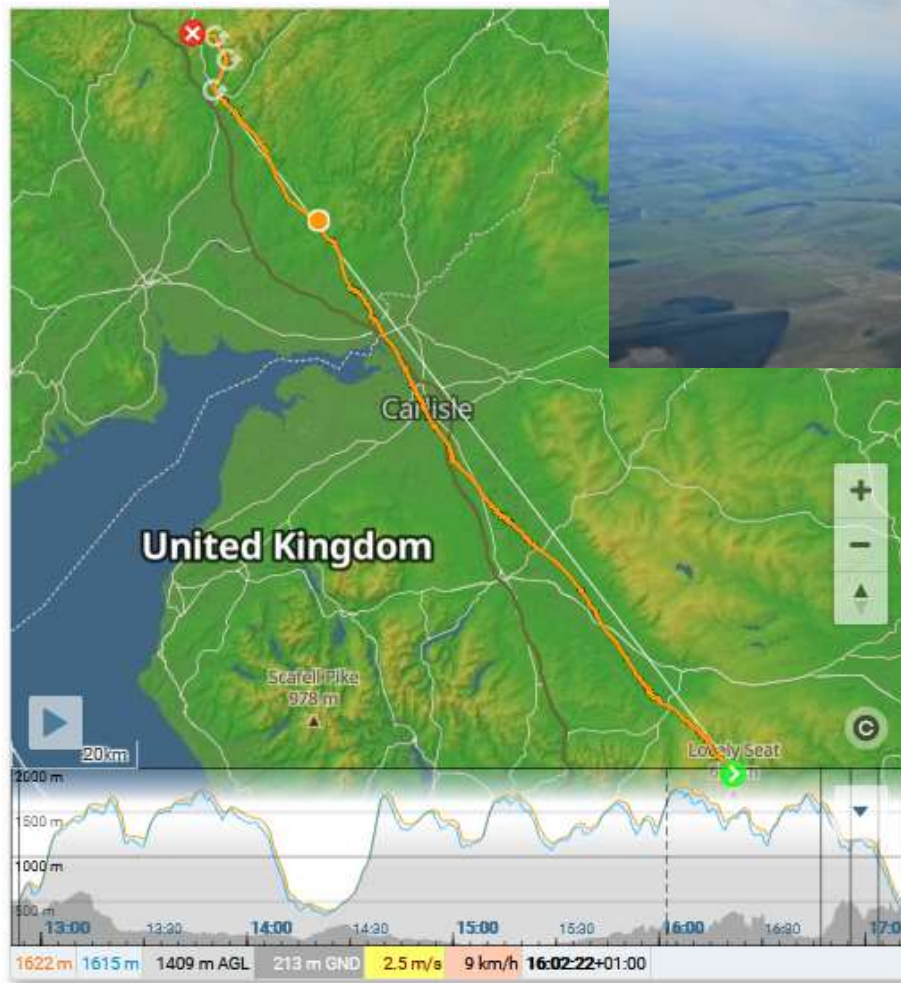 Carlisle
United Kingdom
Scafell Pike
978 m
20km
Lovely Seat
2000 m
1500 m
1000 m
500 m
13:00 13:30 14:00 14:30 15:00 15:30 16:00 16:30 17:0
1622 m 1615 m 1409 m AGL 213 m GND 2.5 m/s 9 km/h 16:02:22+01:00